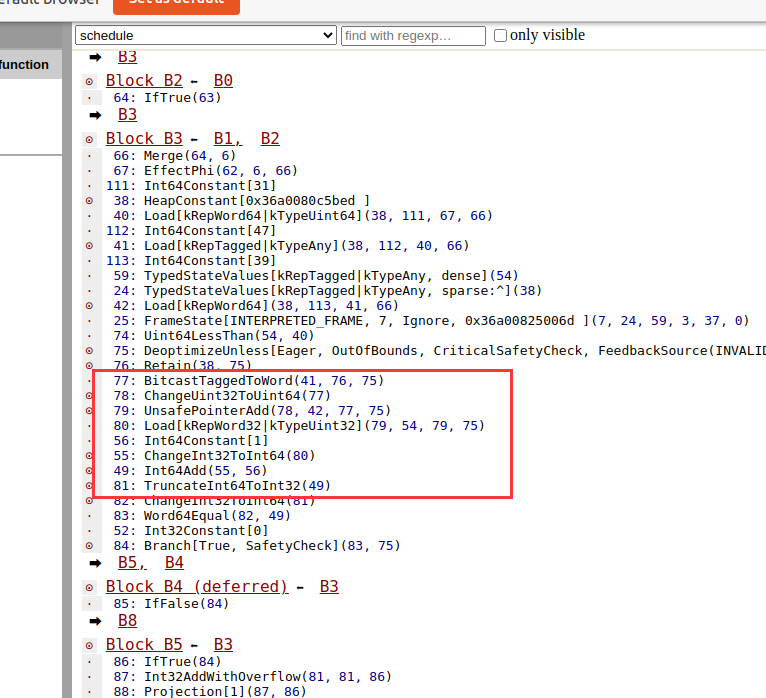 schedule find with regexp… only visible
function
➡ B3
Block B2 ← B0
64: IfTrue(63)
➡ B3
Block B3 ← B1, B2
66: Merge(64, 6)
67: EffectPhi(62, 6, 66)
111: Int64Constant[31]
38: HeapConstant[0x36a0080c5bed ]
40: Load[kRepWord64|kTypeUint64](38, 111, 67, 66)
112: Int64Constant[47]
41: Load[kRepTagged|kTypeAny](38, 112, 40, 66)
113: Int64Constant[39]
59: TypedStateValues[kRepTagged|kTypeAny, dense](54)
24: TypedStateValues[kRepTagged|kTypeAny, sparse:^](38)
42: Load[kRepWord64](38, 113, 41, 66)
25: FrameState[INTERPRETED_FRAME, 7, Ignore, 0x36a00825006d ](7, 24, 59, 3, 37, 0)
74: Uint64LessThan(54, 40)
75: DeoptimizeUnless[Eager, OutOfBounds, CriticalSafetyCheck, FeedbackSource(INVALID
76: Retain(38, 75)
77: BitcastTaggedToWord(41, 76, 75)
78: ChangeUint32ToUint64(77)
79: UnsafePointerAdd(78, 42, 77, 75)
80: Load[kRepWord32|kTypeUint32](79, 54, 79, 75)
56: Int64Constant[1]
55: ChangeInt32ToInt64(80)
49: Int64Add(55, 56)
81: TruncateInt64ToInt32(49)
82: ChangeInt32ToInt64(81)
83: Word64Equal(82, 49)
52: Int32Constant[0]
84: Branch[True, SafetyCheck](83, 75)
➡ B5, B4
Block B4 (deferred) ← B3
85: IfFalse(84)
➡ B8
Block B5 ← B3
86: IfTrue(84)
87: Int32AddWithOverflow(81, 81, 86)
88: Projection[1](87, 86)